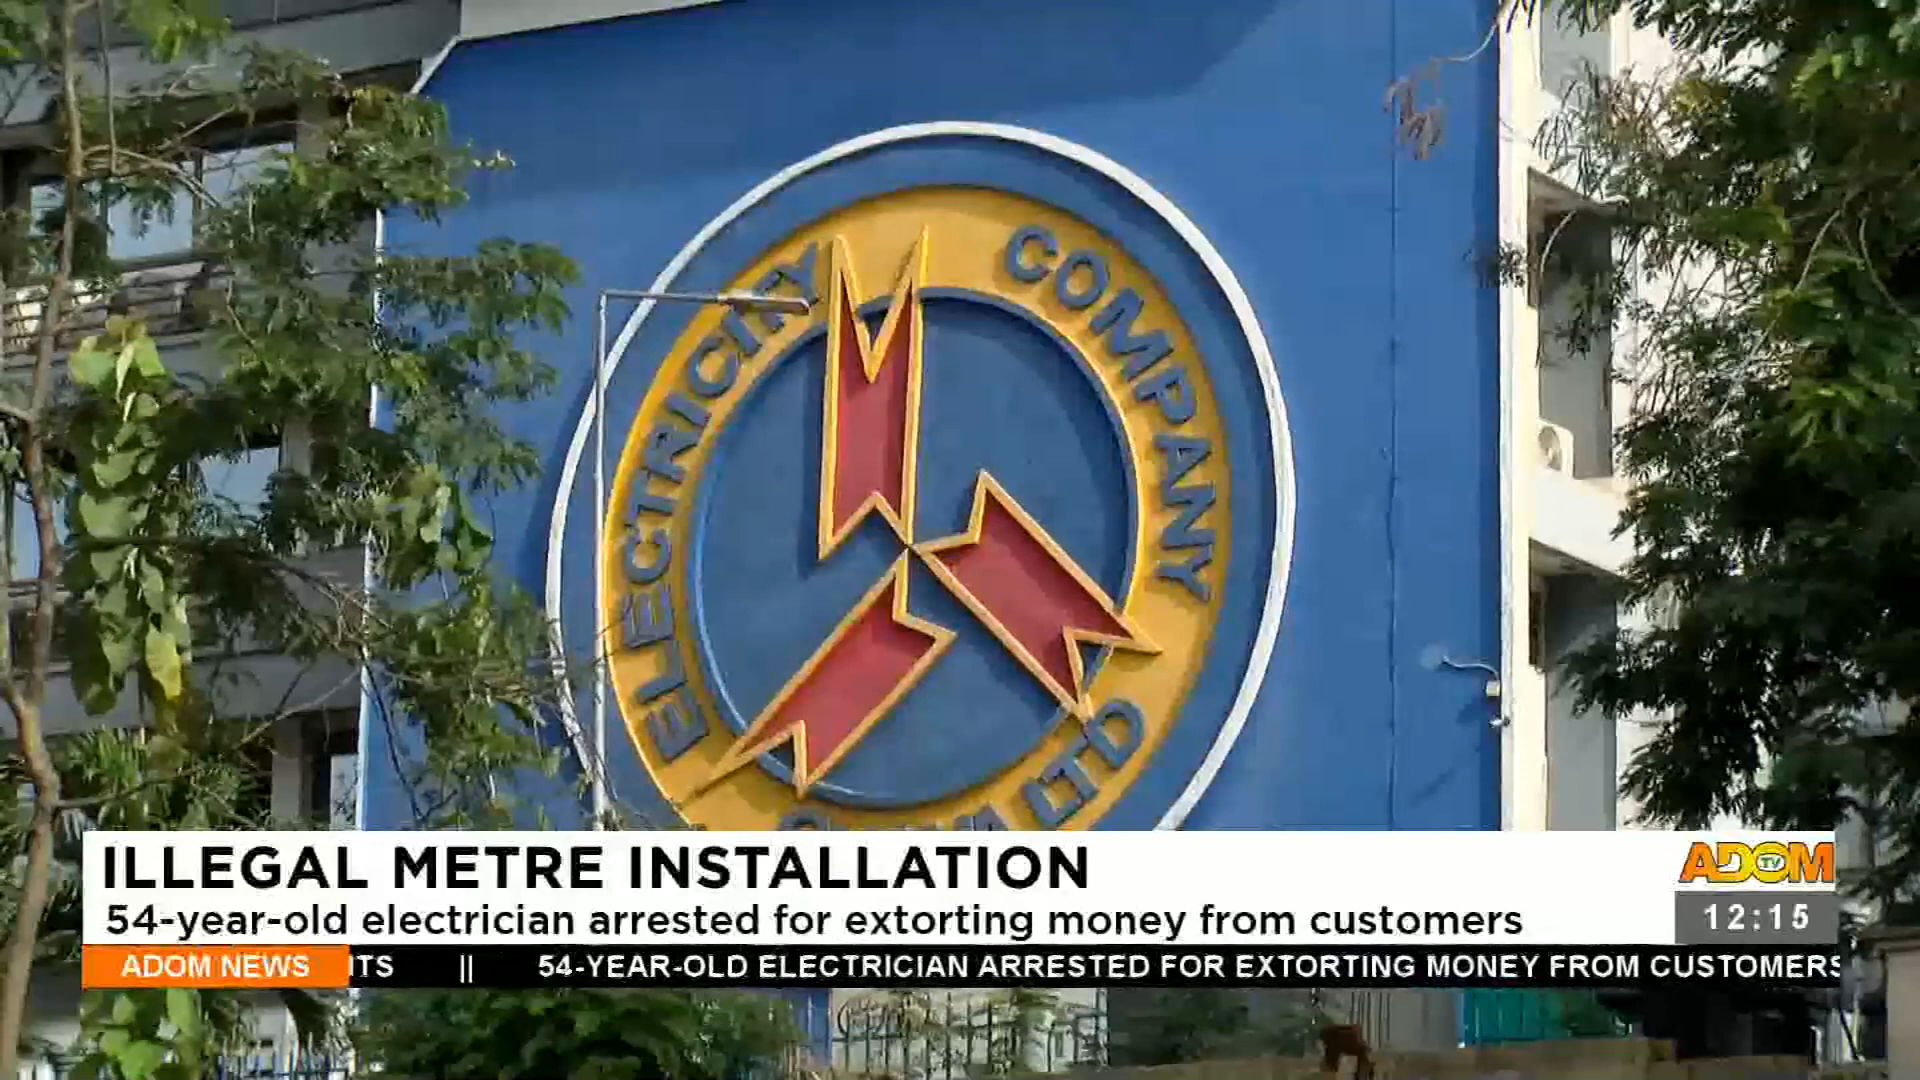 ELECTRICITY COMPANY
LTD
ILLEGAL METRE INSTALLATION
54-year-old electrician arrested for extorting money from customers
ADOM TV
12:15
ADOM NEWS
54-YEAR-OLD ELECTRICIAN ARRESTED FOR EXTORTING MONEY FROM CUSTOMERS